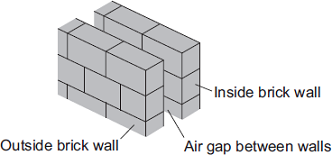 Inside brick wall
Outside brick wall
Air gap between walls